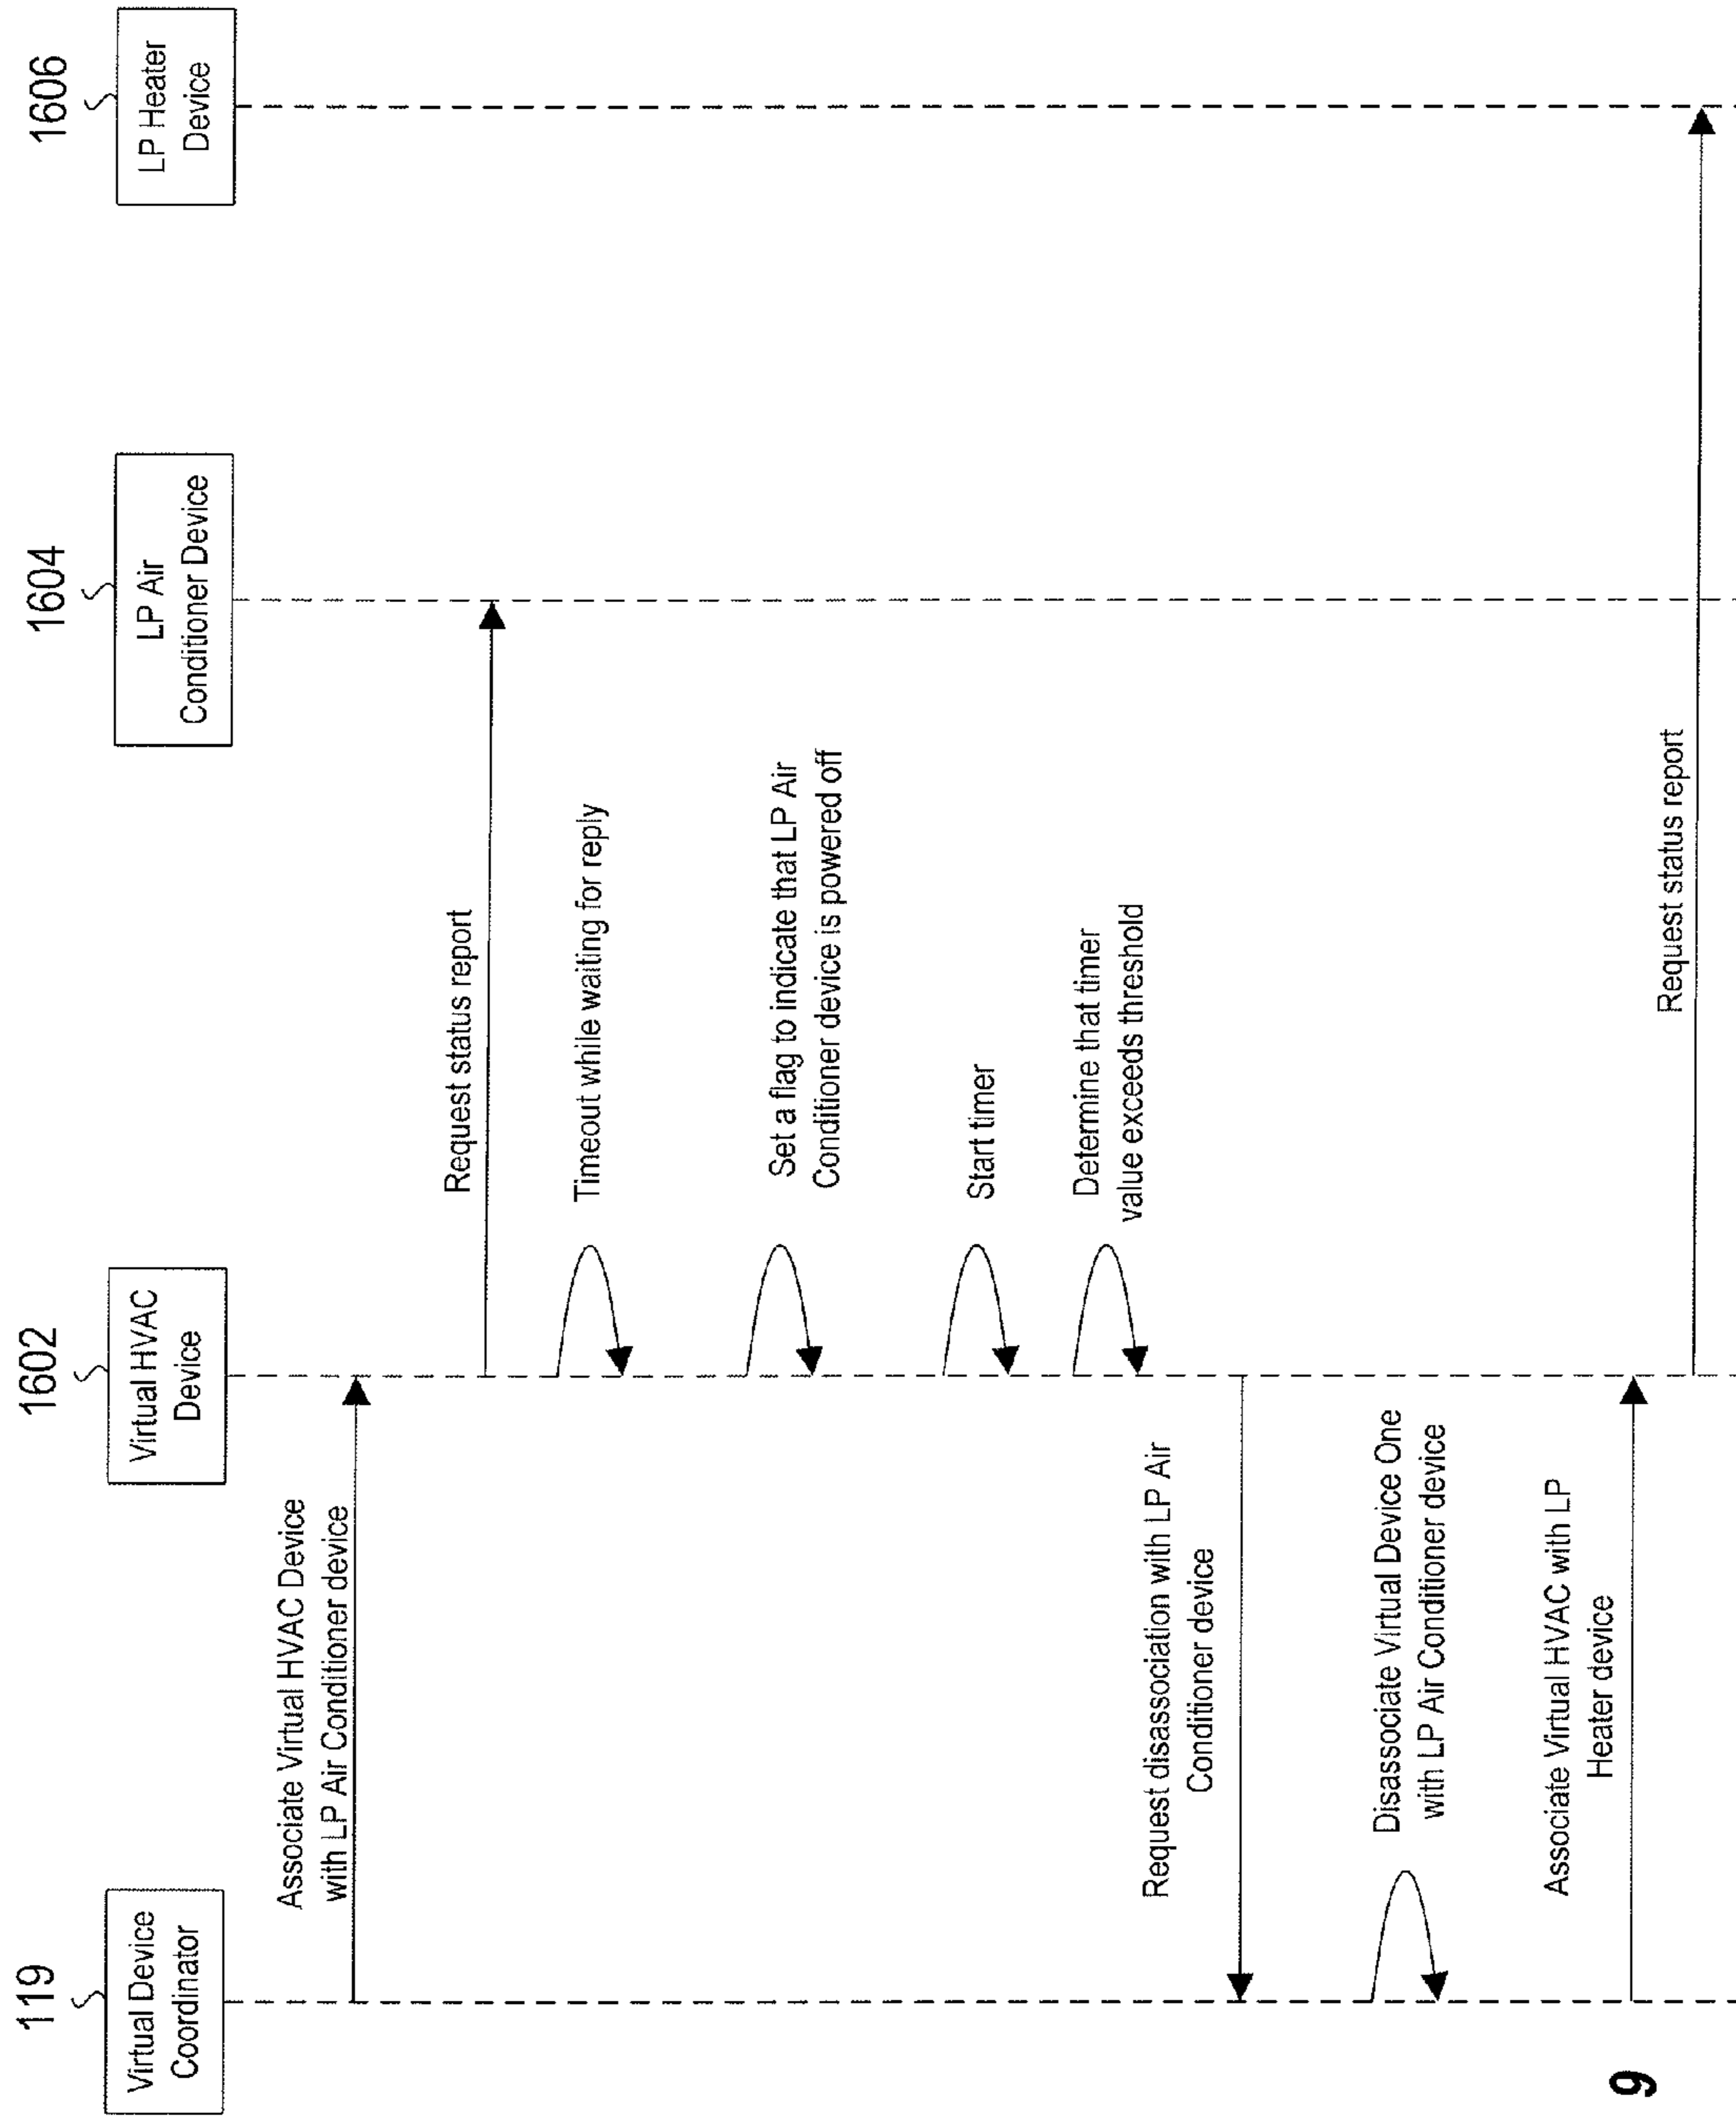 119
1602
1604
1606
Virtual Device
Coordinator
Virtual HVAC
Device
LP Air
Conditioner Device
LP Heater
Device
Associate Virtual HVAC Device
with LP Air Conditioner device
Request status report
Timeout while waiting for reply
Set a flag to indicate that LP Air
Conditioner device is powered off
Start timer
Determine that timer
value exceeds threshold
Request disassociation with LP Air
Conditioner device
Disassociate Virtual Device One
with LP Air Conditioner device
Associate Virtual HVAC with LP
Heater device
Request status report
6